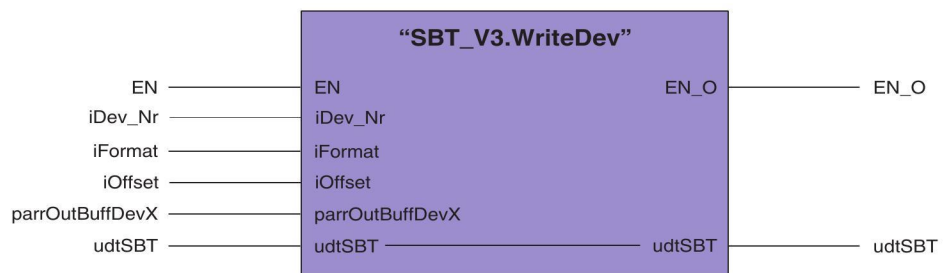 “SBT_V3.WriteDev”
EN EN EN_O EN_O
iDev_Nr iDev_Nr
iFormat iFormat
iOffset iOffset
parrOutBuffDevX parrOutBuffDevX
udtSBT udtSBT udtSBT udtSBT